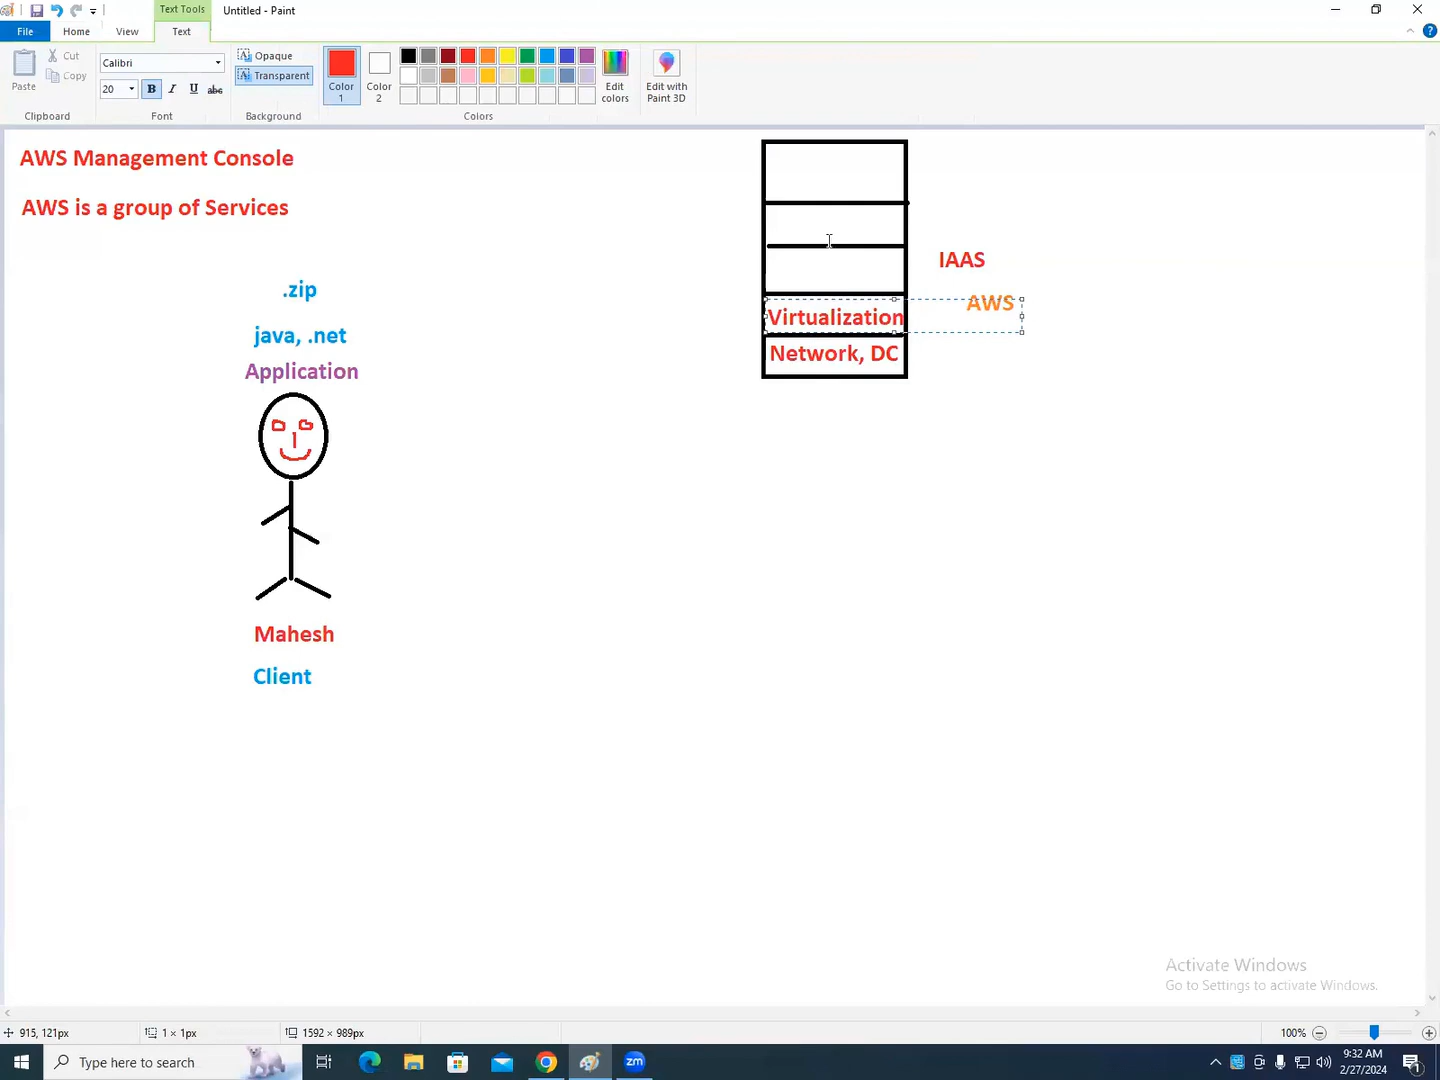 Text Tools
Untitled - Paint
File
Home
View
Text
Paste
Cut
Copy
Clipboard
Calibri
20
B
I
U
abc
Font
Opaque
Transparent
Background
Color 1
Color 2
Edit colors
Edit with Paint 3D
Colors
AWS Management Console
AWS is a group of Services
.zip
java, .net
Application
Mahesh
Client
IAAS
AWS
Virtualization
Network, DC
Activate Windows
Go to Settings to activate Windows.
915, 121px
1 × 1px
1592 × 989px
100%
Type here to search
zm
9:32 AM
2/27/2024
1